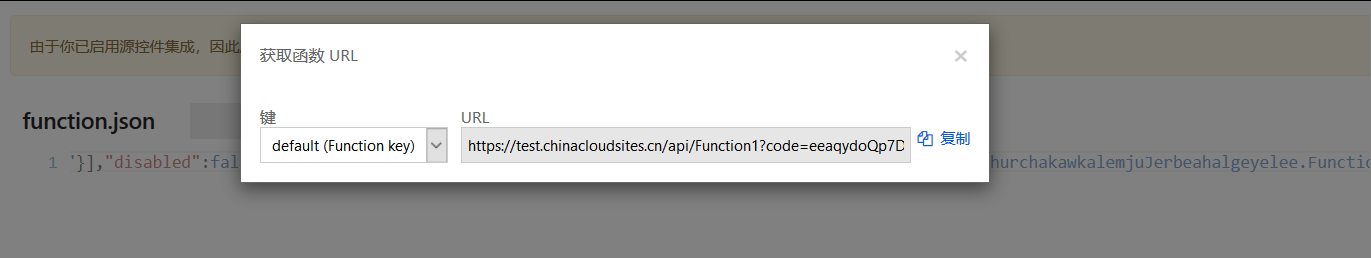 由于你已启用源控件集成，因此
获取函数 URL
×
键
URL
default (Function key)
https://test.chinacloudsites.cn/api/Function1?code=eeaqydoQp7D
复制
function.json
1
'}],"disabled":fal
hurchakawkalemjuJerbeahalgeyelee.Functio